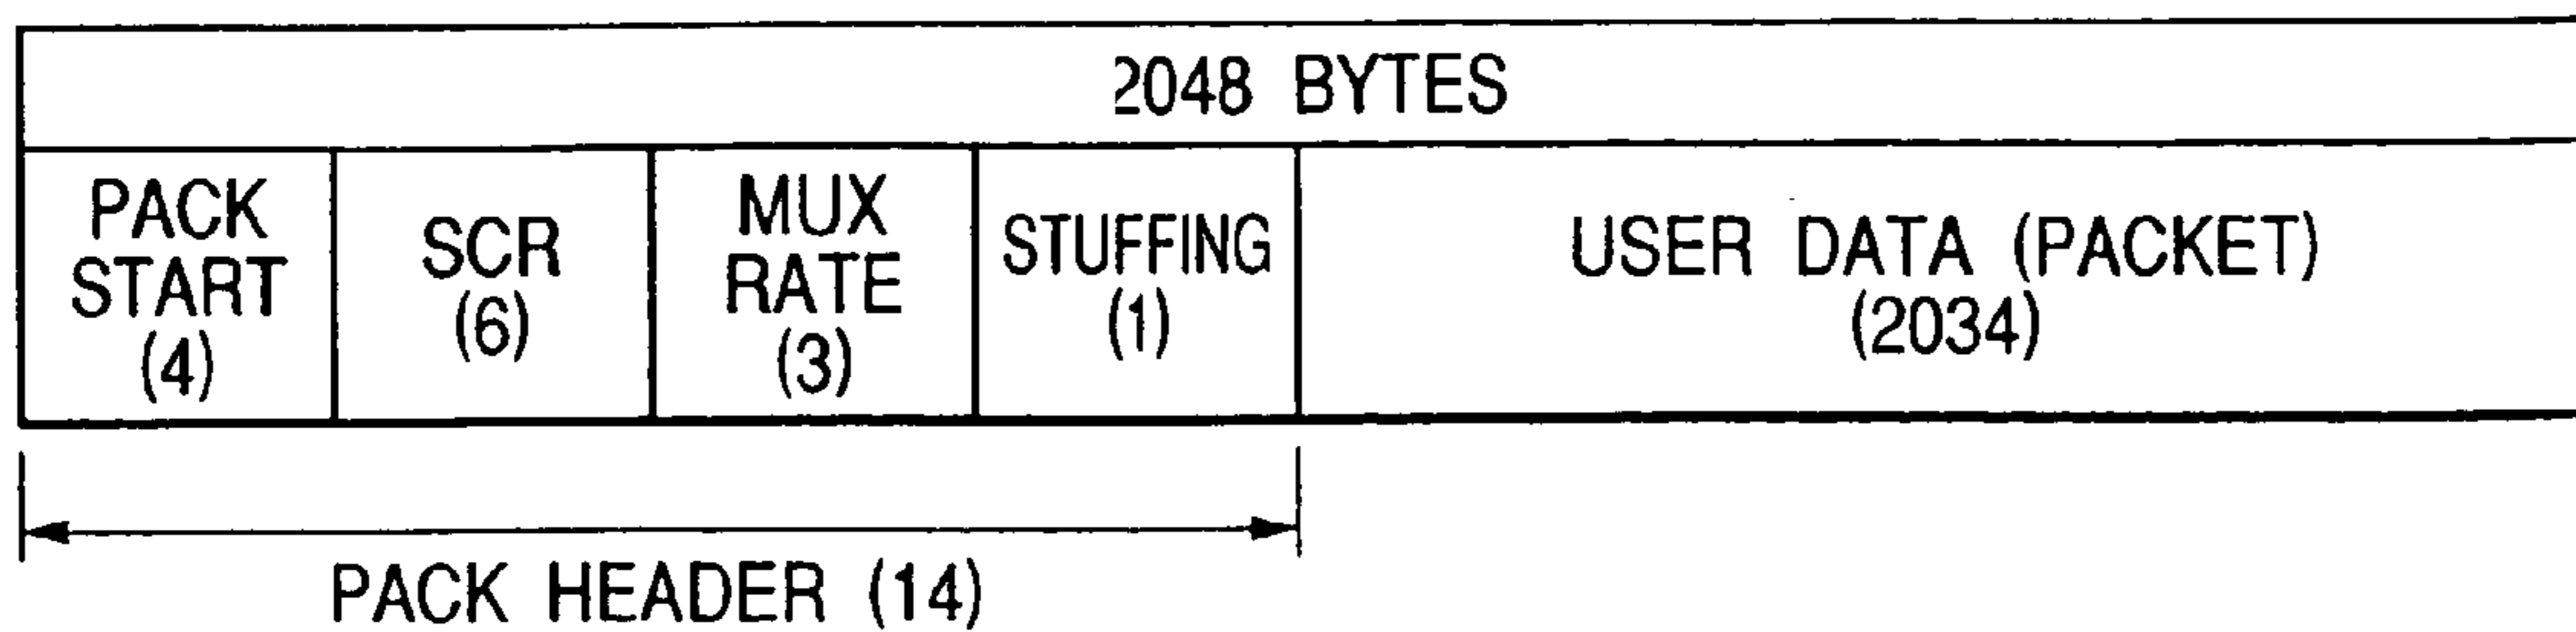 2048 BYTES
PACK
START
(4)
SCR
(6)
MUX
RATE
(3)
STUFFING
(1)
USER DATA (PACKET)
(2034)
PACK HEADER (14)